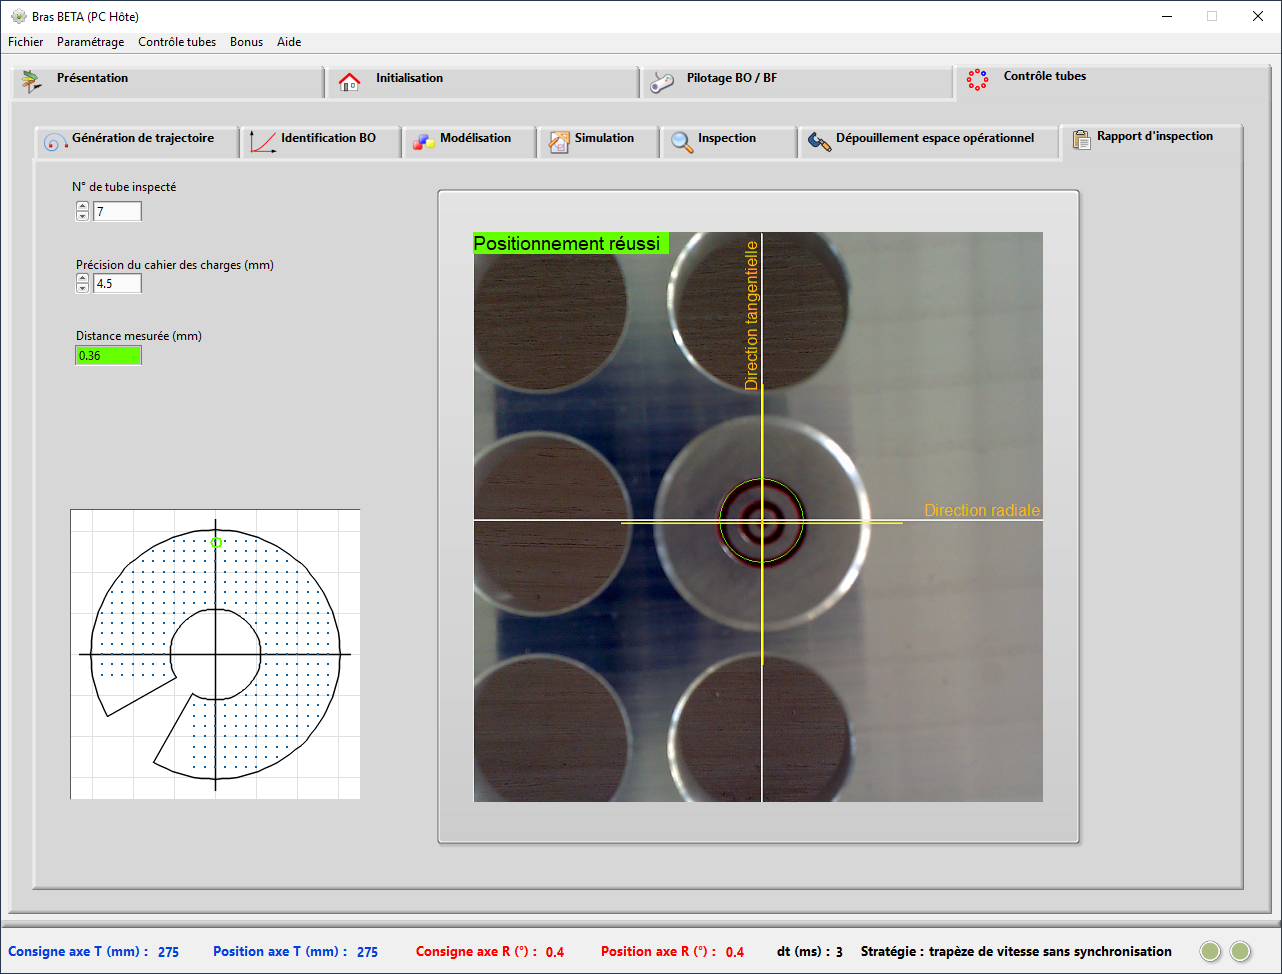 Bras BETA (PC Hôte)
Fichier Paramétrage Contrôle tubes Bonus Aide
Présentation Initialisation Pilotage BO / BF Contrôle tubes
Génération de trajectoire Identification BO Modélisation Simulation Inspection Dépouillement espace opérationnel Rapport d'inspection
N° de tube inspecté
7
Précision du cahier des charges (mm)
4.5
Distance mesurée (mm)
0.36
Positionnement réussi
Direction tangentielle
Direction radiale
Consigne axe T (mm) : 275 Position axe T (mm) : 275 Consigne axe R (°) : 0.4 Position axe R (°) : 0.4 dt (ms) : 3 Stratégie : trapèze de vitesse sans synchronisation